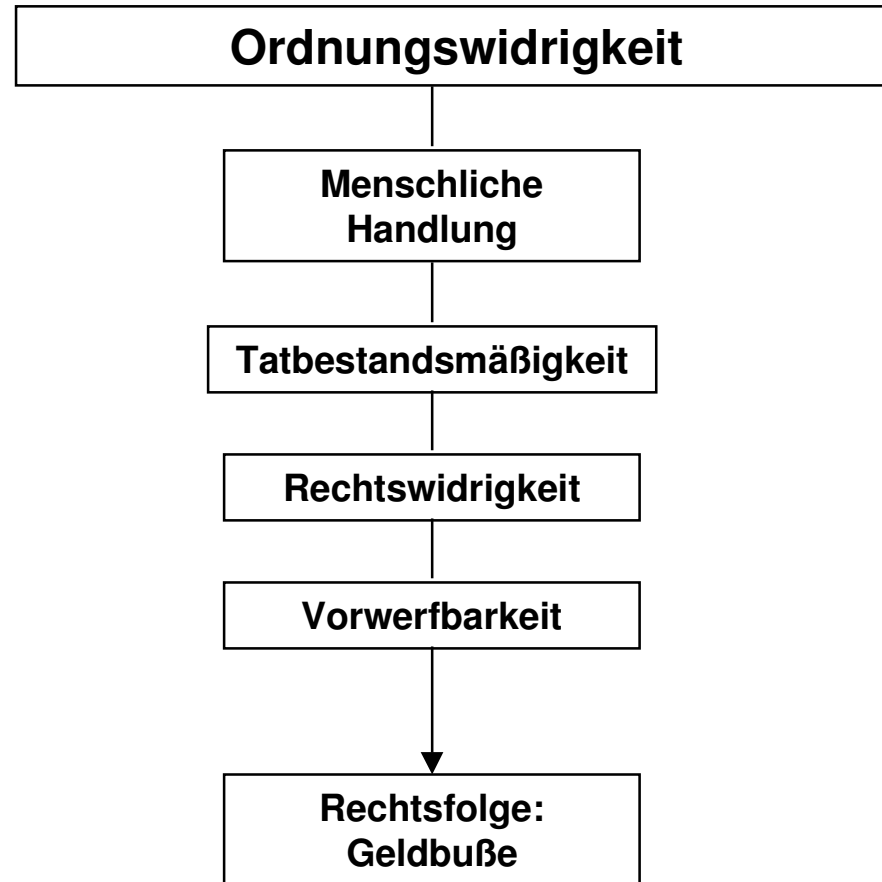 Ordnungswidrigkeit
Menschliche
Handlung
Tatbestandsmäßigkeit
Rechtswidrigkeit
Vorwerfbarkeit
Rechtsfolge:
Geldbuße